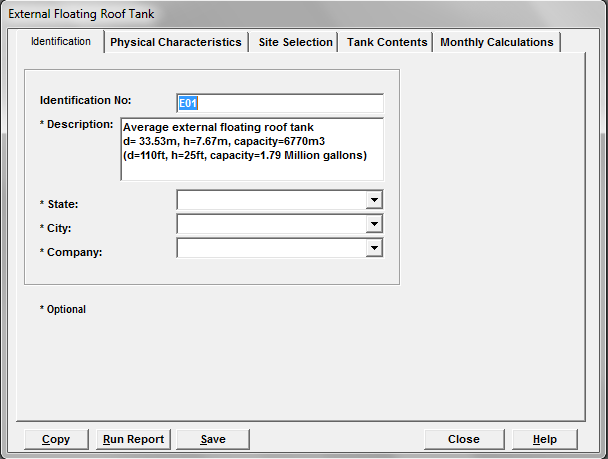 External Floating Roof Tank
Identification Physical Characteristics Site Selection Tank Contents Monthly Calculations
Identification No: E01
* Description: Average external floating roof tank
d= 33.53m, h=7.67m, capacity=6770m3
(d=110ft, h=25ft, capacity=1.79 Million gallons)
* State:
* City:
* Company:
* Optional
Copy Run Report Save Close Help